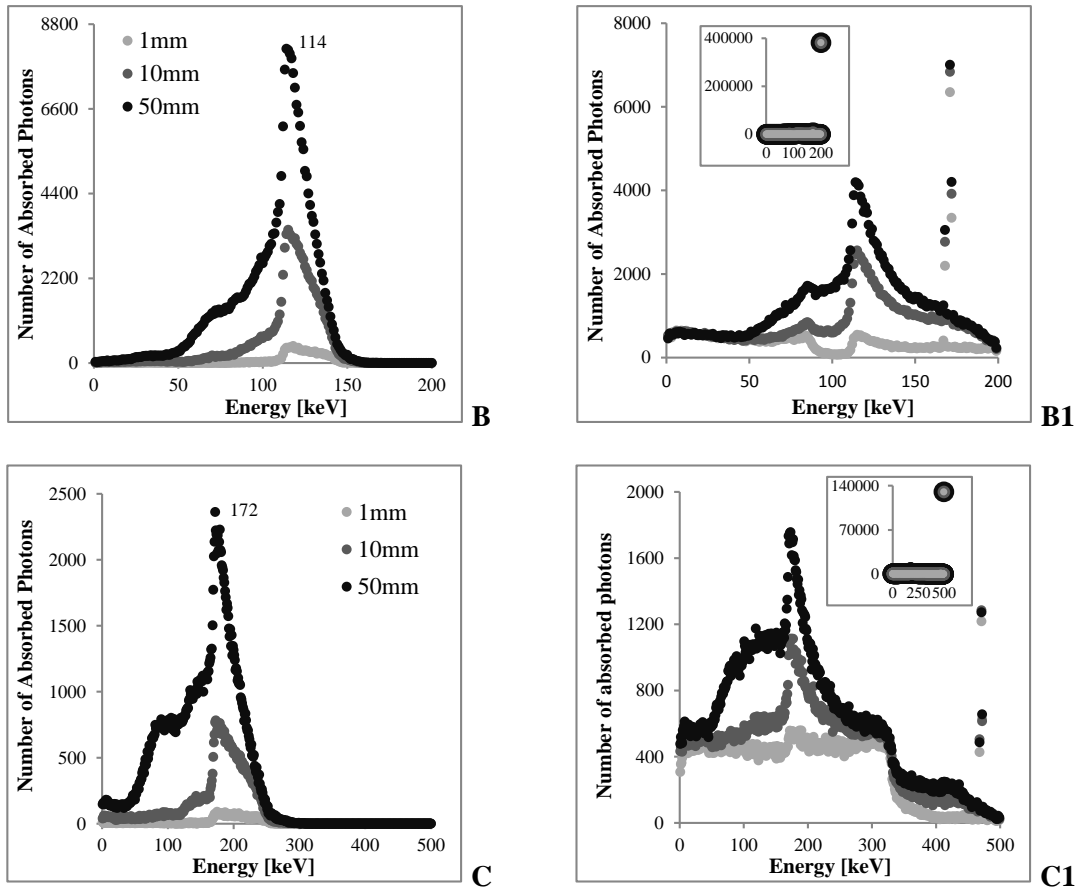 8800
6600
4400
2200
0
0
50
100
150
200
Number of Absorbed Photons
Energy [keV]
1mm
10mm
50mm
114
B
8000
6000
4000
2000
0
0
50
100
150
200
Number of Absorbed Photons
Energy [keV]
400000
200000
0
0 100 200
B1
2500
2000
1500
1000
500
0
0
100
200
300
400
500
Number of Absorbed Photons
Energy [keV]
172
1mm
10mm
50mm
C
2000
1600
1200
800
400
0
0
100
200
300
400
500
Number of absorbed photons
Energy [keV]
140000
70000
0
0 250 500
C1